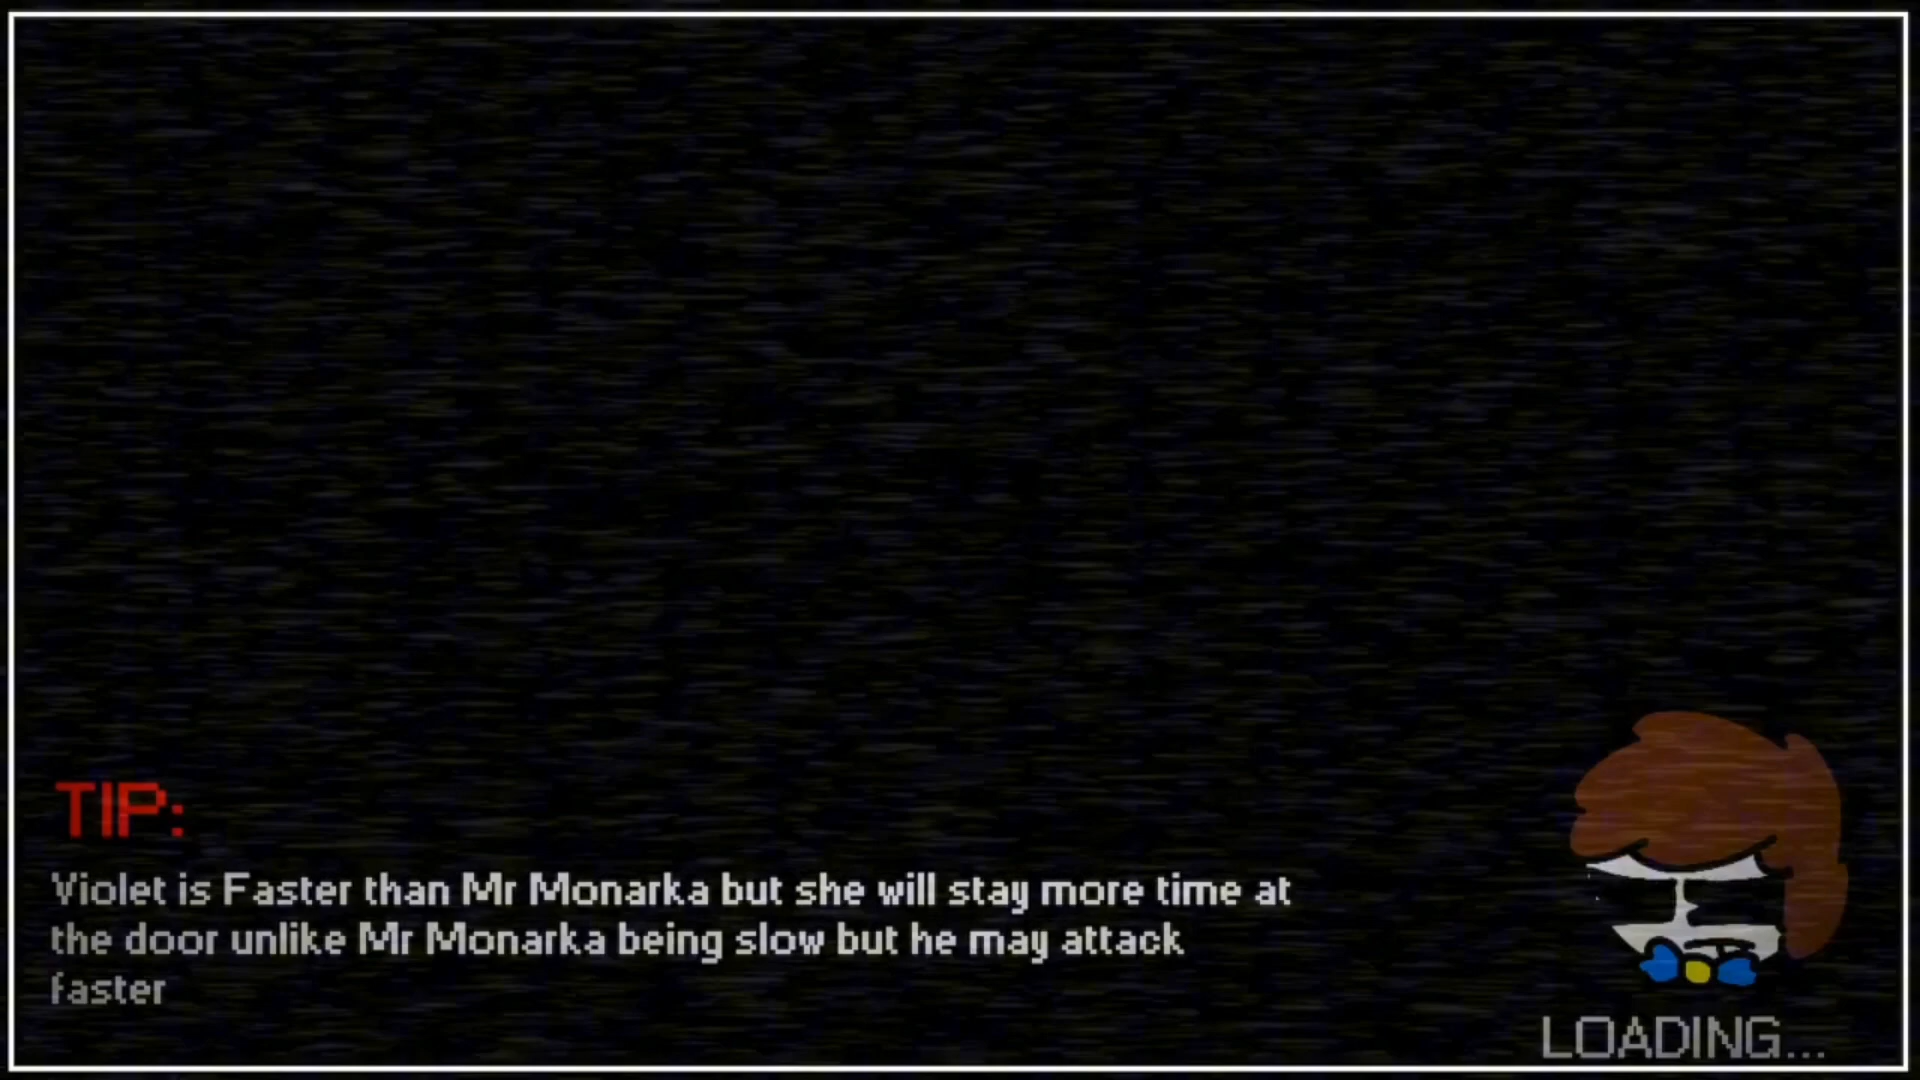 TIP:
Violet is Faster than Mr Monarka but she will stay more time at
the door unlike Mr Monarka being slow but he may attack
faster
LOADING...